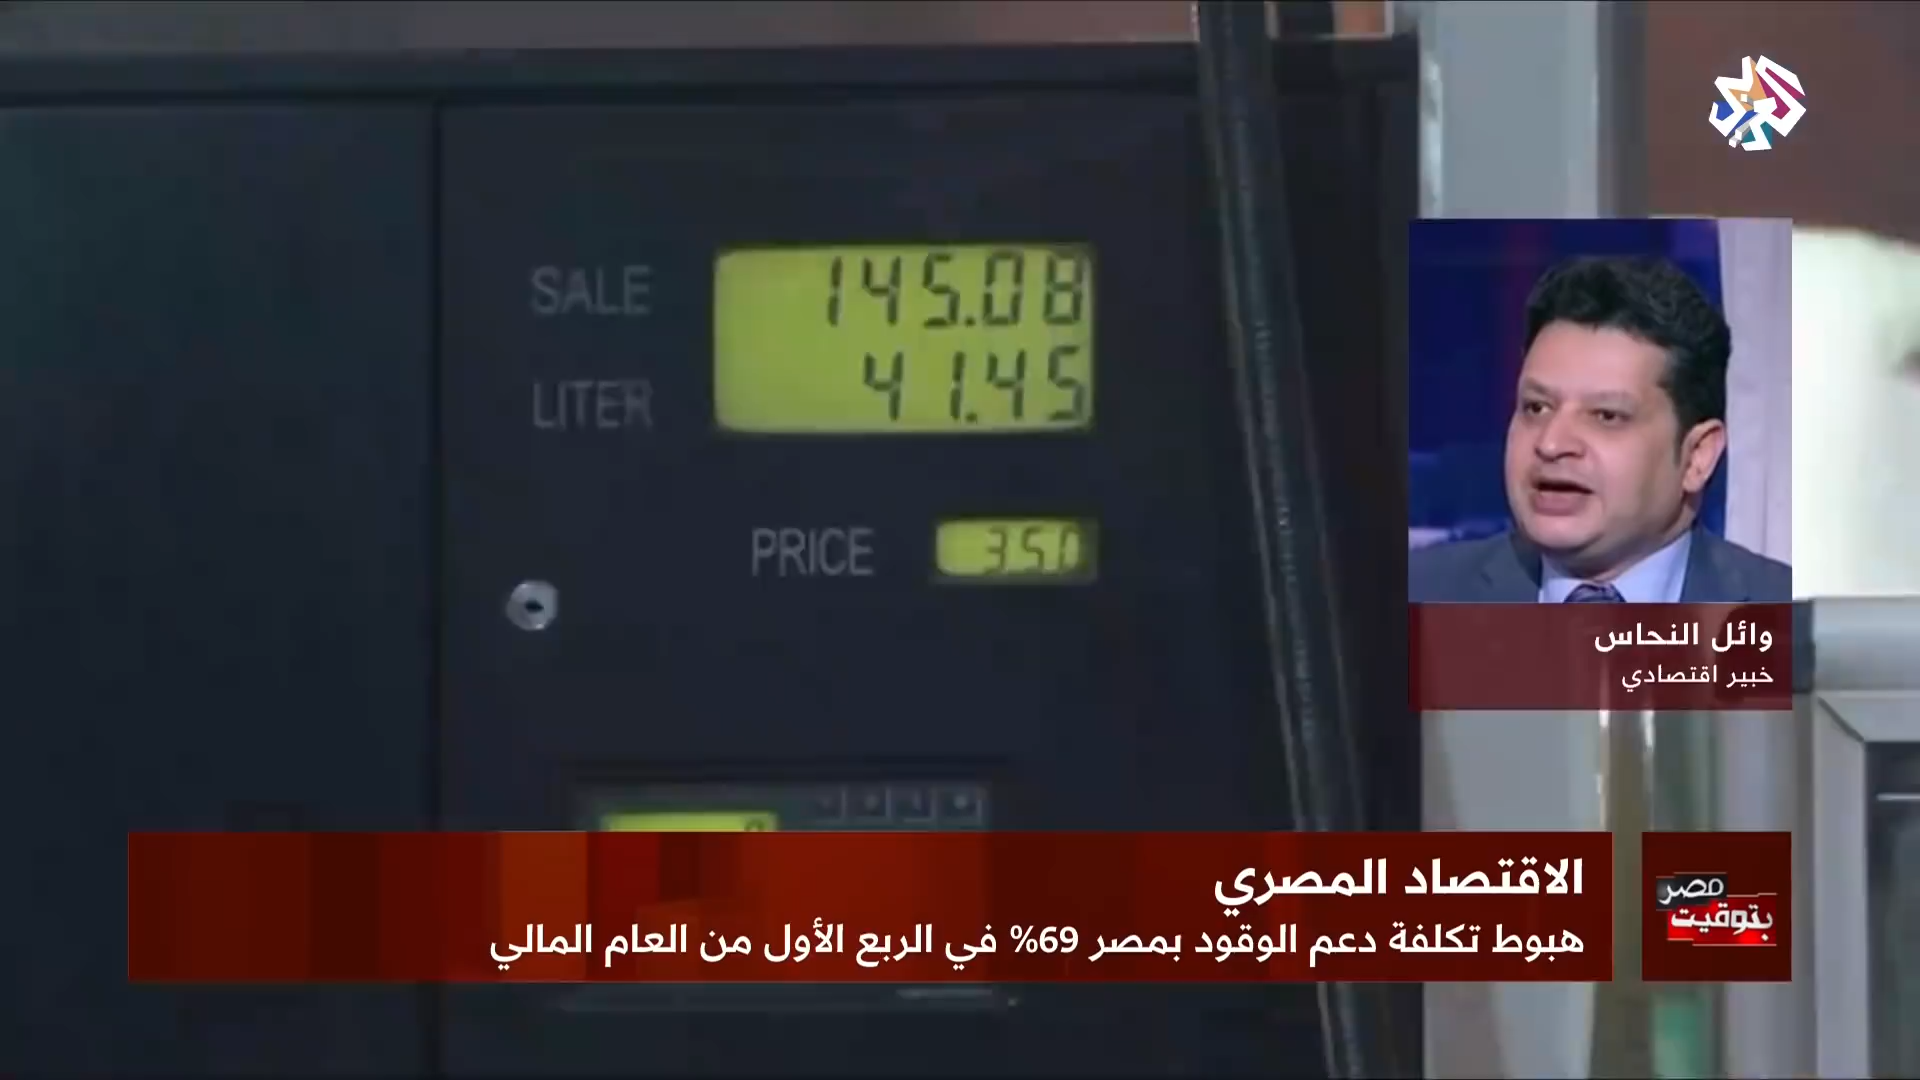 العربي
SALE 145.08
LITER 41.45
PRICE 3.50
وائل النحاس
خبير اقتصادي
الاقتصاد المصري
هبوط تكلفة دعم الوقود بمصر 69% في الربع الأول من العام المالي
مصر
بتوقيت